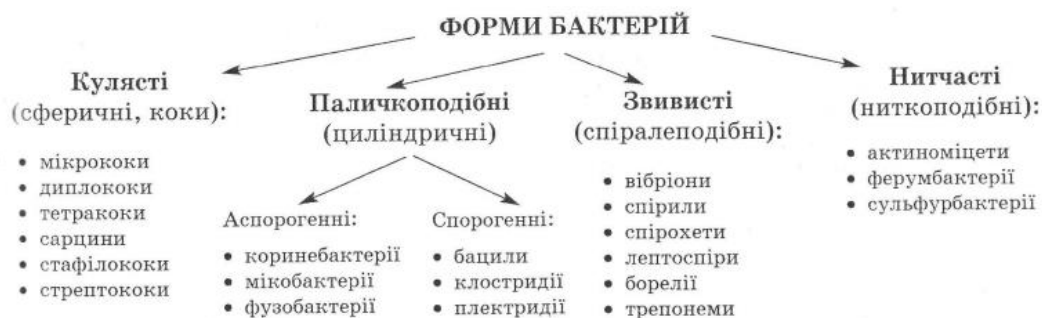 ФОРМИ БАКТЕРІЙ
Кулясті
(сферичні, коки):
• мікрококи
• диплококи
• тетракоки
• сарцини
• стафілококи
• стрептококи
Паличкоподібні
(циліндричні)
Аспорогенні:
• коринебактерії
• мікобактерії
• фузобактерії
Спорогенні:
• бацили
• клостридії
• плектридії
Звивисті
(спіралеподібні):
• вібріони
• спірили
• спірохети
• лептоспіри
• борелії
• трепонеми
Нитчасті
(ниткоподібні)
• актиноміцети
• ферумбактерії
• сульфурбактерії